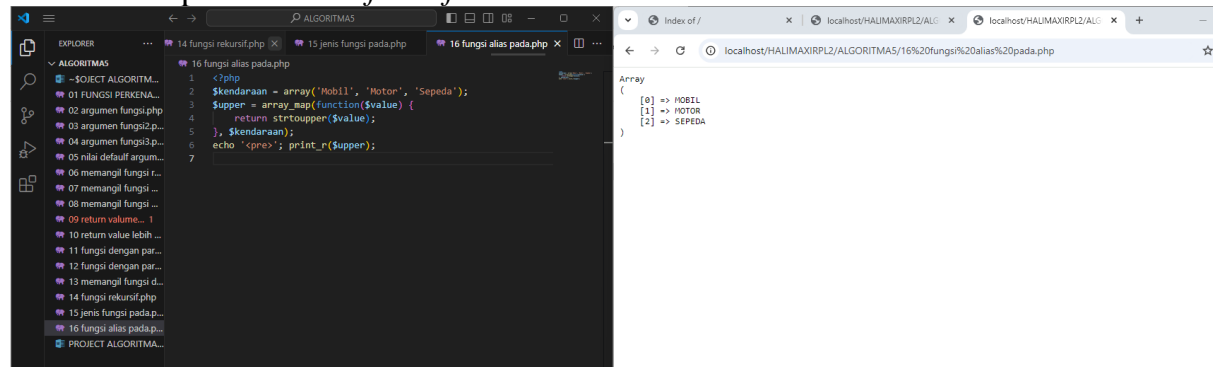 ALGORITMA5
EXPLORER
ALGORITMA5
~$OJECT ALGORITM...
01 FUNGSI PERKENA...
02 argumen fungsi.php
03 argumen fungsi2.p...
04 argumen fungsi3.p...
05 nilai defaulf argum...
06 memangil fungsi r...
07 memangil fungsi ...
08 memangil fungsi ...
09 return valume... 1
10 return value lebih ...
11 fungsi dengan par...
12 fungsi dengan par...
13 memangil fungsi d...
14 fungsi rekursif.php
15 jenis fungsi pada.p...
16 fungsi alias pada.p...
PROJECT ALGORITMA...
14 fungsi rekursif.php
15 jenis fungsi pada.php
16 fungsi alias pada.php
16 fungsi alias pada.php
1 <?php
2 $kendaraan = array('Mobil', 'Motor', 'Sepeda');
3 $upper = array_map(function($value) {
4 return strtoupper($value);
5 }, $kendaraan);
6 echo '<pre>'; print_r($upper);
7
Index of /
localhost/HALIMAXIRPL2/ALG
localhost/HALIMAXIRPL2/ALG
localhost/HALIMAXIRPL2/ALGORITMA5/16%20fungsi%20alias%20pada.php
Array
(
[0] => MOBIL
[1] => MOTOR
[2] => SEPEDA
)